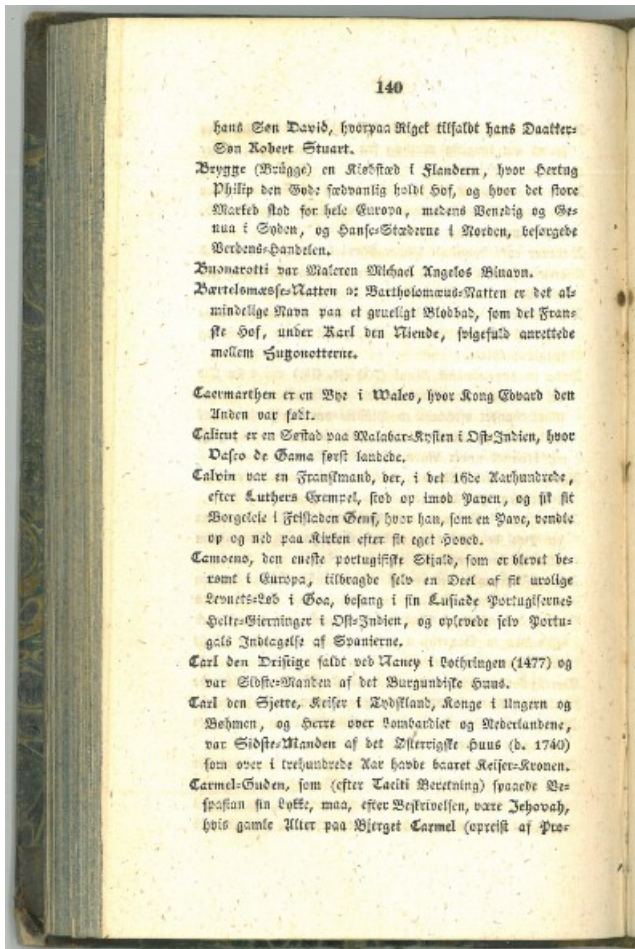 140
hans Søn David, hvorpaa Riget tilfaldt hans Daatter-
Søn Robert Stuart.
Brygge (Brügge) en Kiøbstæd i Flandern, hvor Hertug
Philip den Gode sædvanlig holdt Hof, og hvor det store
Marked stod for hele Europa, medens Venedig og Ge-
nua i Syden, og Hanse-Stæderne i Norden, besørgede
Verdens-Handelen.
Buonarotti var Maleren Michael Angelos Binavn.
Bærtelsmæsse-Natten ɔ: Bartholomæus-Natten er det al-
mindelige Navn paa et grueligt Blodbad, som det Fran-
ske Hof, under Karl den Niende, svigefuld anrettede
mellem Hugonotterne.
Caermarthen er en Bye i Wales, hvor Kong Edvard den
Anden var født.
Calicut er en Søstad paa Malabar-Kysten i Ost-Indien, hvor
Vasco de Gama først landede.
Calvin var en Franskmand, der, i det 16de Aarhundrede,
efter Luthers Exempel, stod op imod Paven, og fik sit
Borgeleie i Fristaden Genf, hvor han, som en Pave, vendte
op og ned paa Kirken efter sit eget Hoved.
Camoens, den eneste portugisiske Skjald, som er blevet be-
rømt i Europa, tilbragde selv en Deel af sit urolige
Levnets-Løb i Goa, besang i sin Lusiade Portugisernes
Helte-Gierninger i Ost-Indien, og oplevede selv Portu-
gals Indtagelse af Spanierne.
Carl den Dristige faldt ved Nancy i Lothringen (1477) og
var Sidste-Manden af det Burgundiske Huus.
Carl den Sjette, Keiser i Tydskland, Konge i Ungern og
Bøhmen, og Herre over Lombardiet og Nederlandene,
var Sidste-Manden af det Østerrigske Huus (d. 1740)
som over i trehundrede Aar havde baaret Keiser-Kronen.
Carmel-Guden, som (efter Taciti Beretning) spaaede Ve-
spasian sin Lykke, maa, efter Beskrivelsen, være Jehovah,
hvis gamle Alter paa Bjerget Carmel (opreist af Pro-